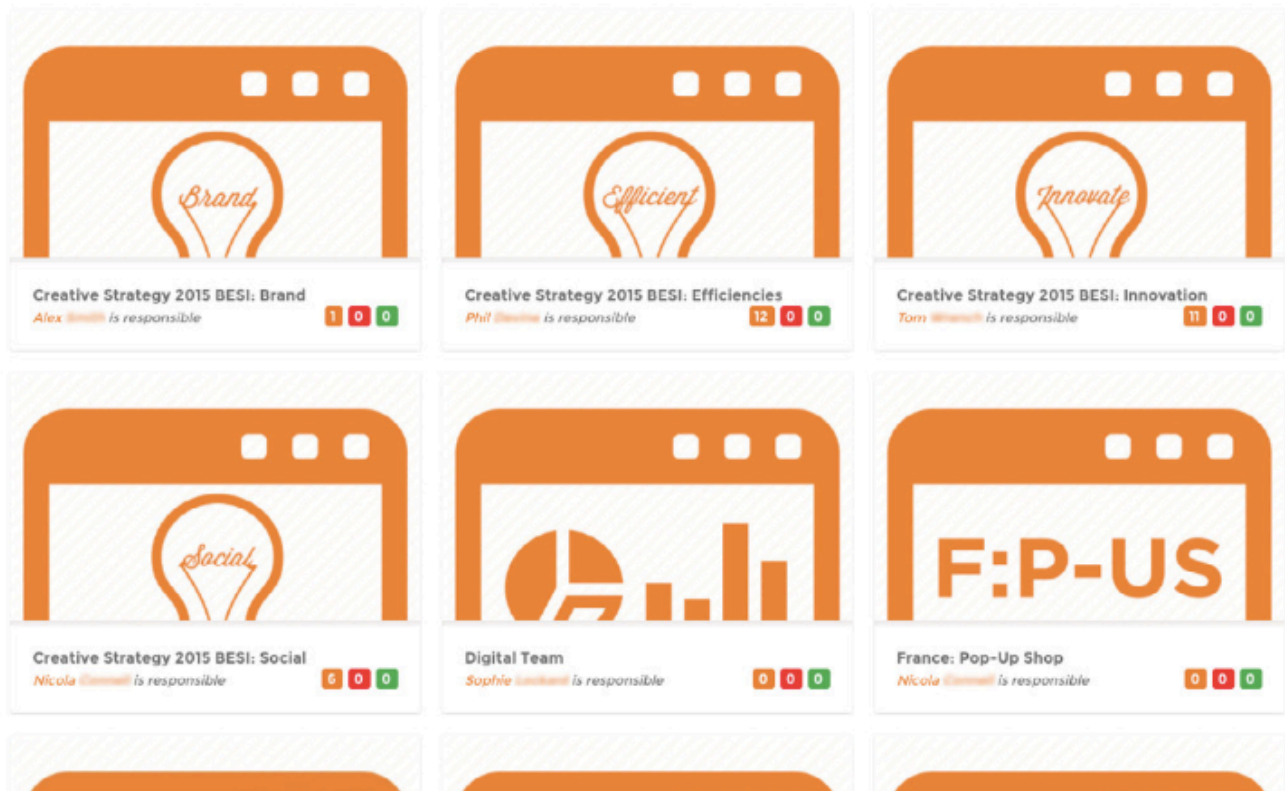 Brand
Efficient
Innovate
Creative Strategy 2015 BESI: Brand
Alex is responsible
1 0 0
Creative Strategy 2015 BESI: Efficiencies
Phil is responsible
12 0 0
Creative Strategy 2015 BESI: Innovation
Tom is responsible
11 0 0
Social
F:P-US
Creative Strategy 2015 BESI: Social
Nicola is responsible
6 0 0
Digital Team
Sophie is responsible
0 0 0
France: Pop-Up Shop
Nicola is responsible
0 0 0